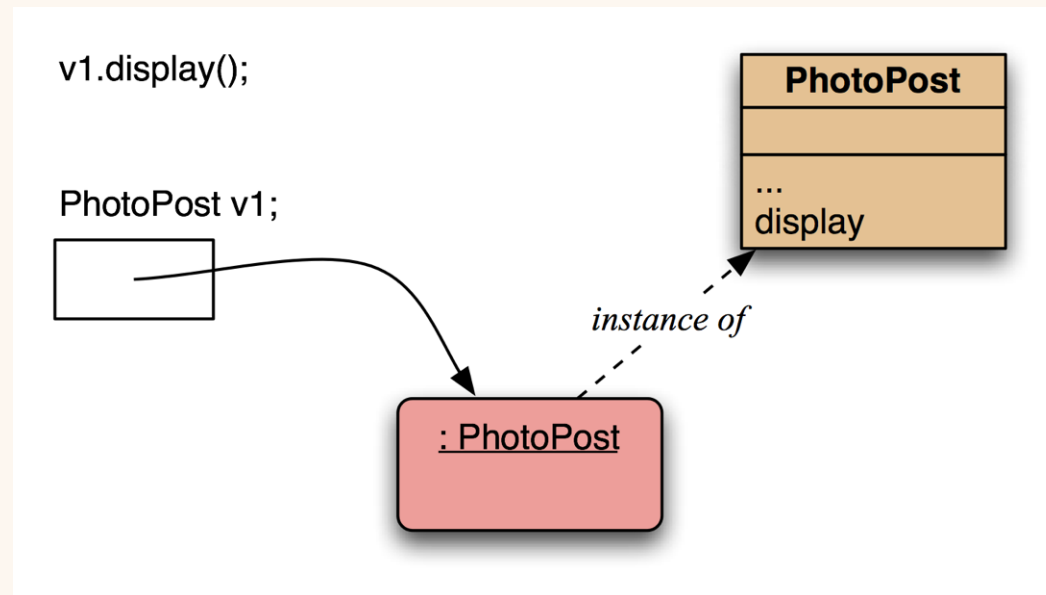 v1.display();
PhotoPost
...
display
PhotoPost v1;
instance of
: PhotoPost